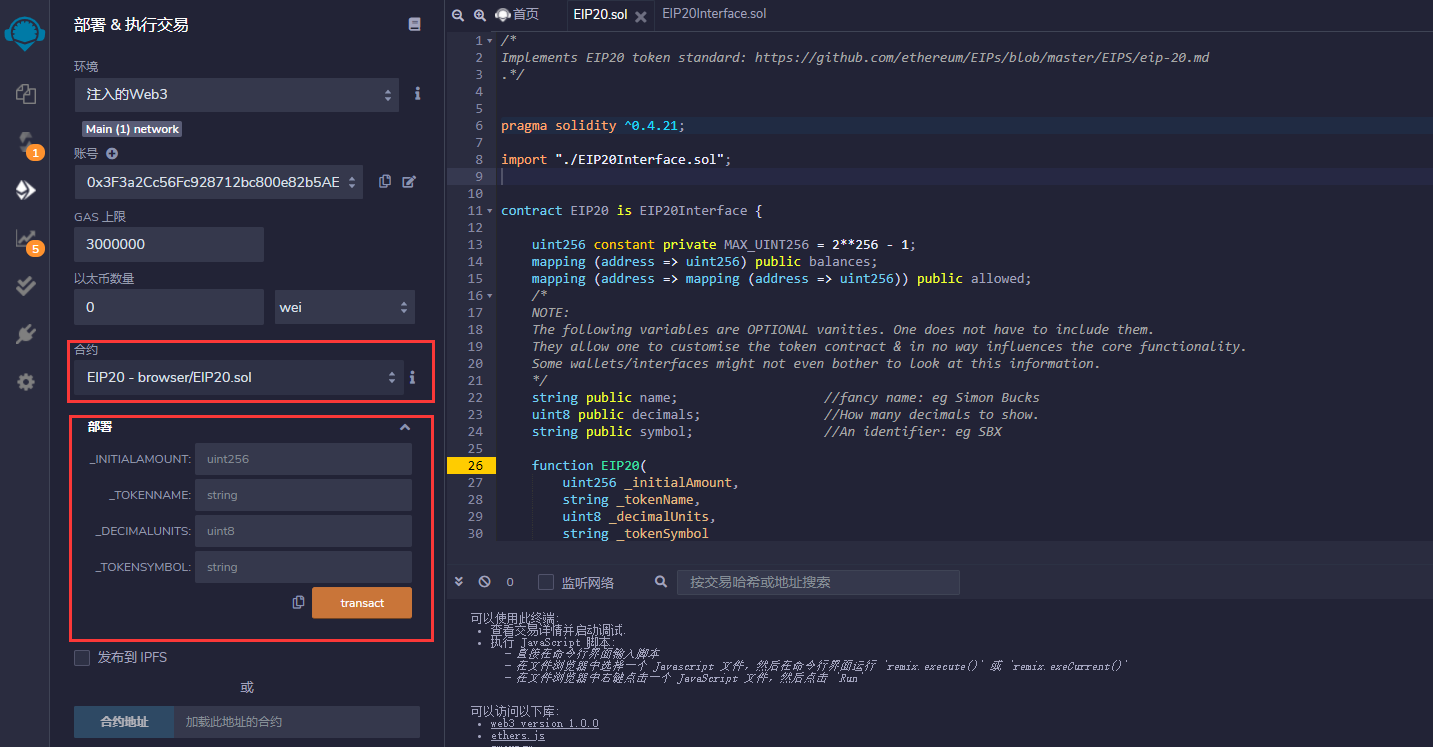 部署 & 执行交易
环境
注入的Web3
Main (1) network
账号
0x3F3a2Cc56Fc928712bc800e82b5AE
GAS 上限
3000000
以太币数量
0
wei
合约
EIP20 - browser/EIP20.sol
部署
_INITIALAMOUNT: uint256
_TOKENNAME: string
_DECIMALUNITS: uint8
_TOKENSYMBOL: string
transact
发布到 IPFS
或
合约地址 加载此地址的合约
1
5
首页 EIP20.sol EIP20Interface.sol
1 /*
2 Implements EIP20 token standard: https://github.com/ethereum/EIPs/blob/master/EIPS/eip-20.md
3 .*/
4
5
6 pragma solidity ^0.4.21;
7
8 import "./EIP20Interface.sol";
9
10
11 contract EIP20 is EIP20Interface {
12
13 uint256 constant private MAX_UINT256 = 2**256 - 1;
14 mapping (address => uint256) public balances;
15 mapping (address => mapping (address => uint256)) public allowed;
16 /*
17 NOTE:
18 The following variables are OPTIONAL vanities. One does not have to include them.
19 They allow one to customise the token contract & in no way influences the core functionality.
20 Some wallets/interfaces might not even bother to look at this information.
21 */
22 string public name; //fancy name: eg Simon Bucks
23 uint8 public decimals; //How many decimals to show.
24 string public symbol; //An identifier: eg SBX
25
26 function EIP20(
27 uint256 _initialAmount,
28 string _tokenName,
29 uint8 _decimalUnits,
30 string _tokenSymbol
0 监听网络 按交易哈希或地址搜索
可以使用此终端:
• 查看交易详情并启动调试.
• 执行 JavaScript 脚本:
- 直接在命令行界面输入脚本
- 在文件浏览器中选择一个 Javascript 文件，然后在命令行界面运行 `remix.execute()` 或 `remix.exeCurrent()`
- 在文件浏览器中右键点击一个 JavaScript 文件，然后点击 `Run`
可以访问以下库:
• web3 version 1.0.0
• ethers.js